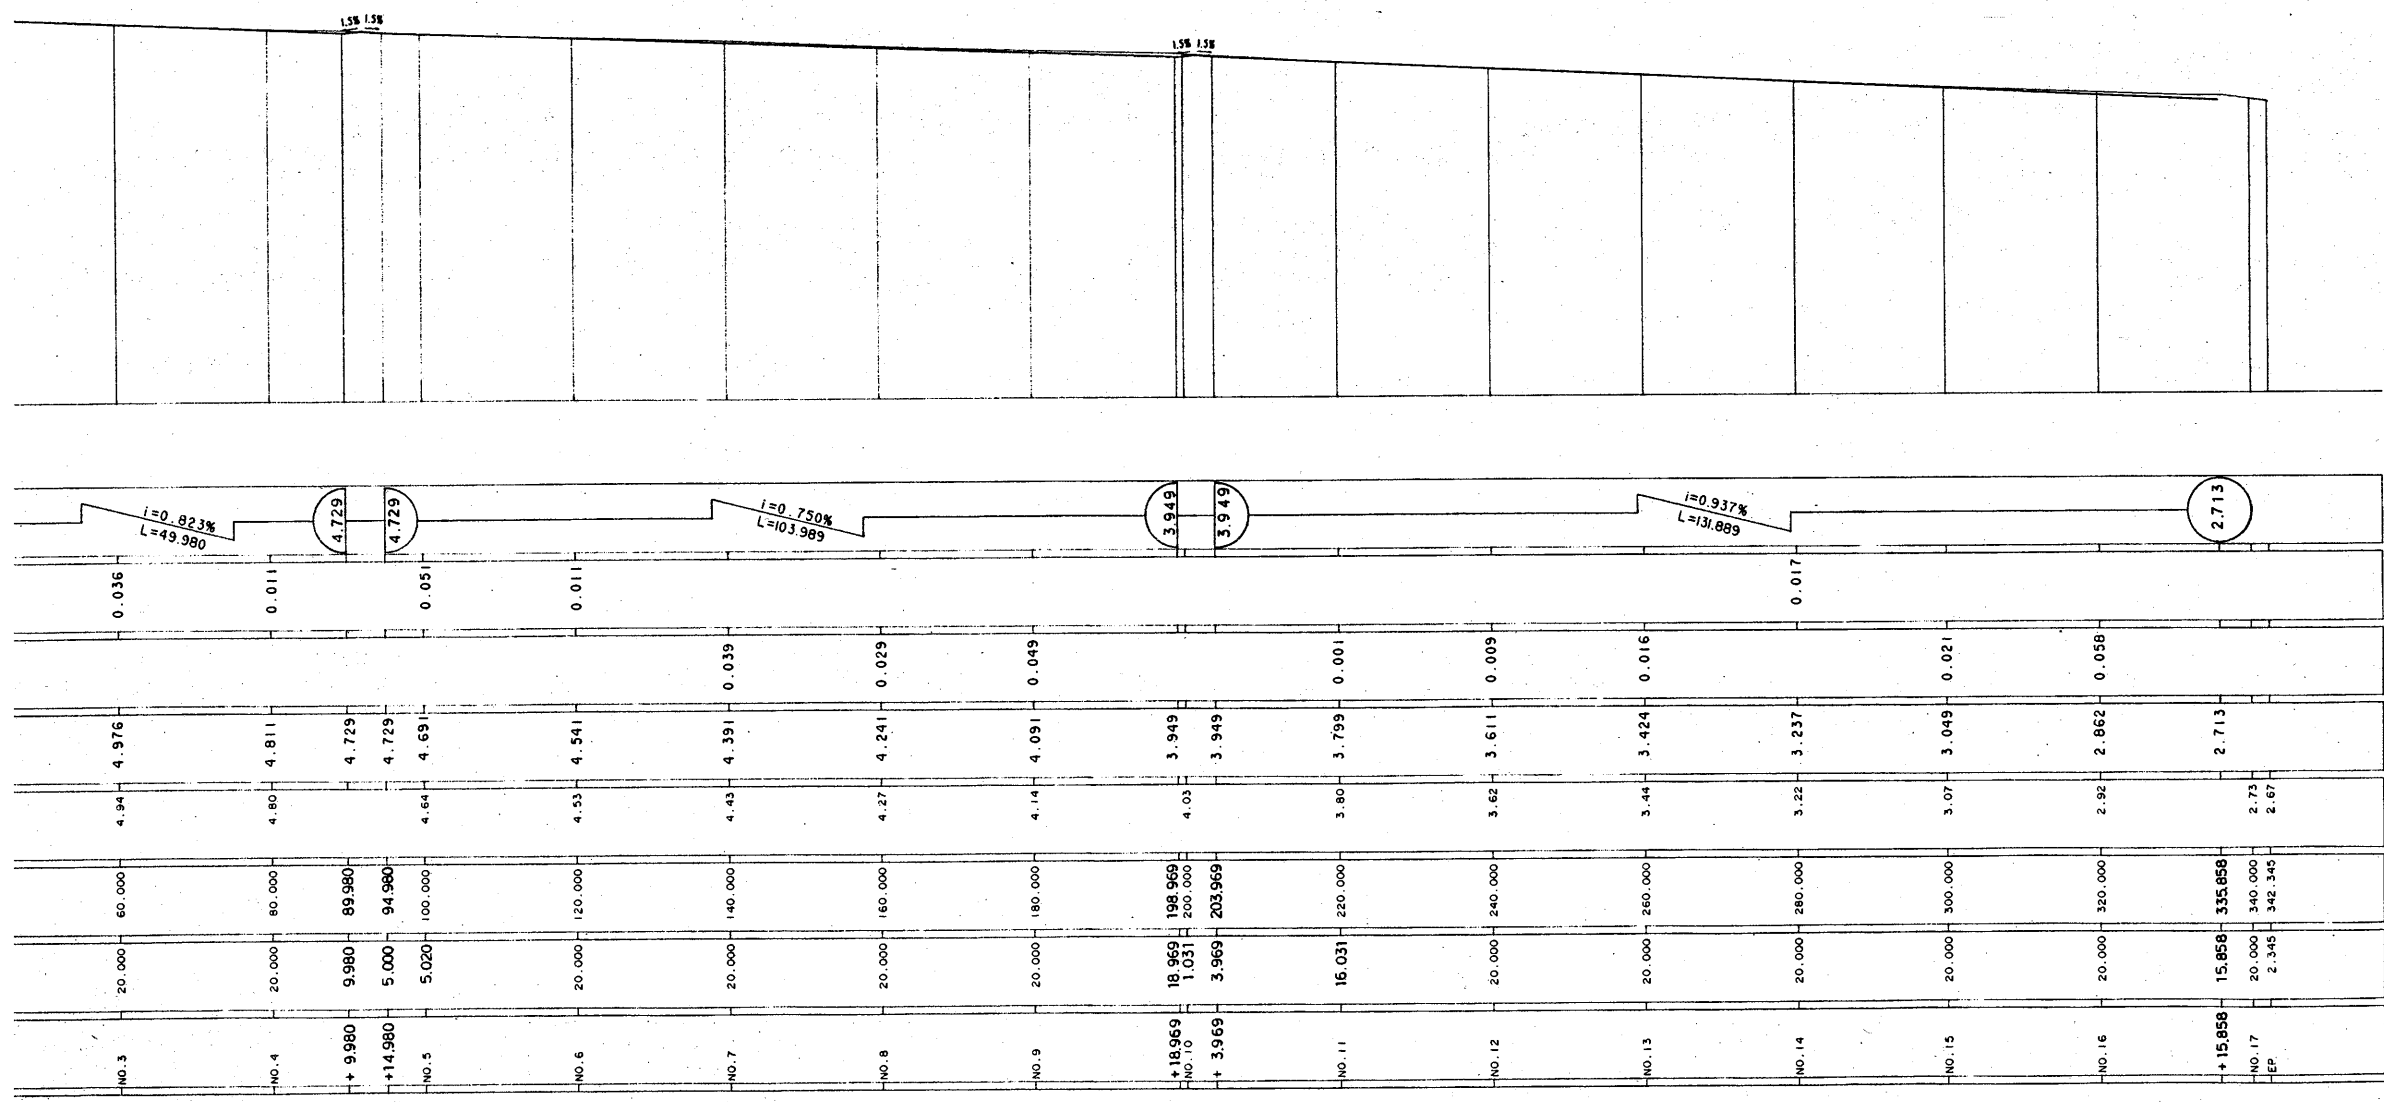 1.5% 1.5%
1.5% 1.5%
i=0.823%
L=49.980
4.729
4.729
i=0.750%
L=103.989
3.949
3.949
i=0.937%
L=131.889
2.713
0.036 0.011 0.051 0.011 0.017
0.039 0.029 0.049 0.001 0.009 0.016 0.021 0.058
4.976 4.811 4.729 4.729 4.691 4.541 4.391 4.241 4.091 3.949 3.949 3.799 3.611 3.424 3.237 3.049 2.862 2.713
4.94 4.80 4.64 4.53 4.43 4.27 4.14 4.03 3.80 3.62 3.44 3.22 3.07 2.92 2.73 2.67
60.000 80.000 89.980 94.980 100.000 120.000 140.000 160.000 180.000 198.969 200.000 203.969 220.000 240.000 260.000 280.000 300.000 320.000 335.858 340.000 342.345
20.000 20.000 9.980 5.000 5.020 20.000 20.000 20.000 20.000 18.969 1.031 3.969 16.031 20.000 20.000 20.000 20.000 20.000 15.858 20.000 2.345
NO.3 NO.4 + 9.980 +14.980 NO.5 NO.6 NO.7 NO.8 NO.9 +18.969 NO.10 + 3.969 NO.11 NO.12 NO.13 NO.14 NO.15 NO.16 +15.858 NO.17 EP